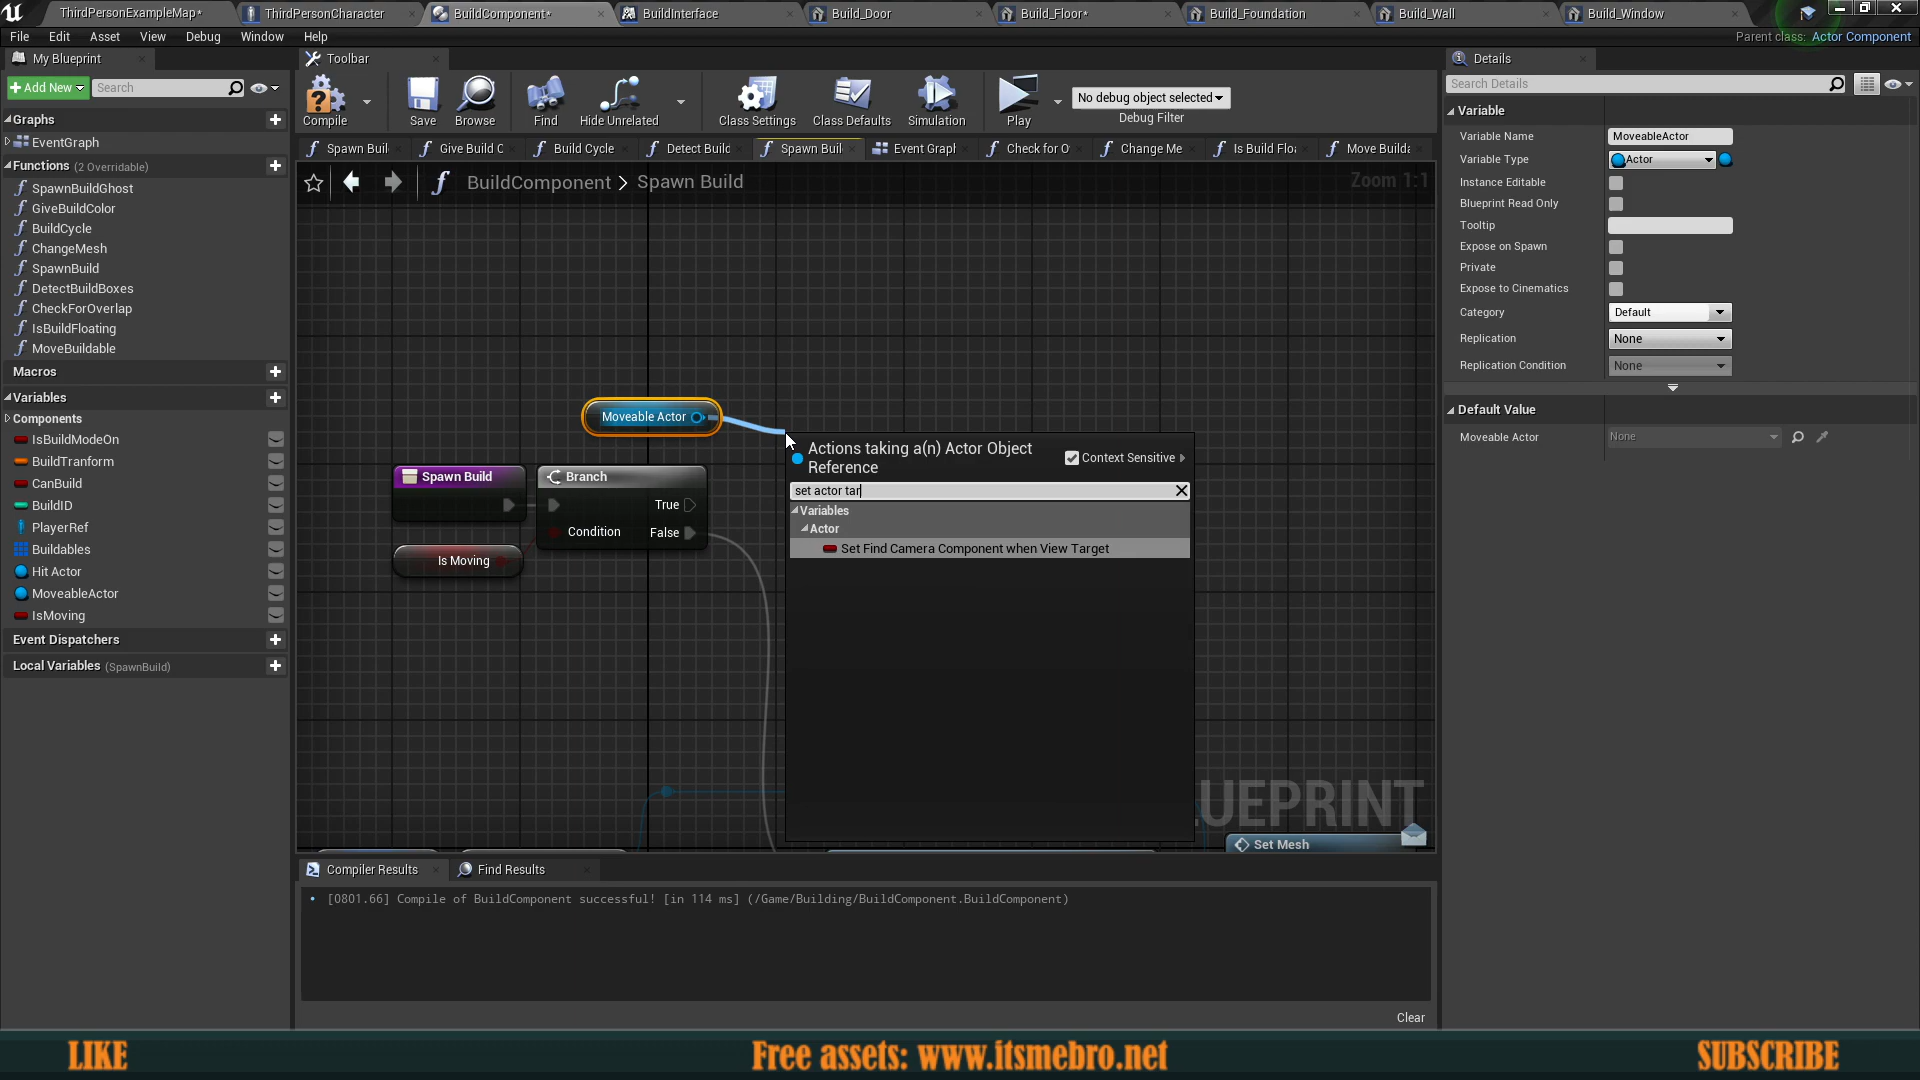 ThirdPersonExampleMap*
ThirdPersonCharacter
BuildComponent*
BuildInterface
Build_Door
Build_Floor*
Build_Foundation
Build_Wall
Build_Window
File Edit Asset View Debug Window Help
Parent class: Actor Component
My Blueprint
Toolbar
Details
Add New
Search
Compile
Save
Browse
Find
Hide Unrelated
Class Settings
Class Defaults
Simulation
Play
No debug object selected
Debug Filter
Search Details
Graphs
EventGraph
Functions (2 Overridable)
SpawnBuildGhost
GiveBuildColor
BuildCycle
ChangeMesh
SpawnBuild
DetectBuildBoxes
CheckForOverlap
IsBuildFloating
MoveBuildable
Macros
Variables
Components
IsBuildModeOn
BuildTranform
CanBuild
BuildID
PlayerRef
Buildables
Hit Actor
MoveableActor
IsMoving
Event Dispatchers
Local Variables (SpawnBuild)
Spawn Buil
Give Build C
Build Cycle
Detect Build
Spawn Buil
Event Graph
Check for O
Change Me
Is Build Floa
Move Builda
BuildComponent > Spawn Build
Zoom 1:1
Moveable Actor
Spawn Build
Branch
True
Condition
False
Is Moving
Actions taking a(n) Actor Object
Reference
Context Sensitive
set actor tar
Variables
Actor
Set Find Camera Component when View Target
UEPRINT
Set Mesh
Variable
Variable Name MoveableActor
Variable Type Actor
Instance Editable
Blueprint Read Only
Tooltip
Expose on Spawn
Private
Expose to Cinematics
Category Default
Replication None
Replication Condition None
Default Value
Moveable Actor None
Compiler Results
Find Results
• [0801.66] Compile of BuildComponent successful! [in 114 ms] (/Game/Building/BuildComponent.BuildComponent)
Clear
LIKE
Free assets: www.itsmebro.net
SUBSCRIBE